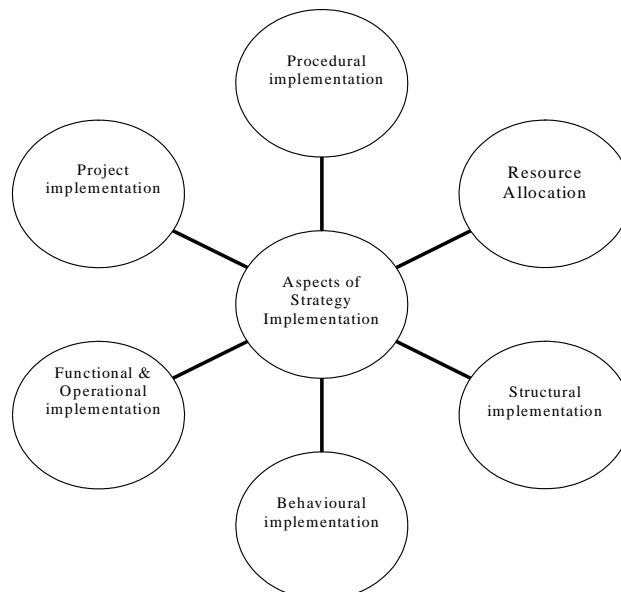 Procedural
implementation
Project
implementation
Resource
Allocation
Aspects of
Strategy
Implementation
Functional &
Operational
implementation
Structural
implementation
Behavioural
implementation